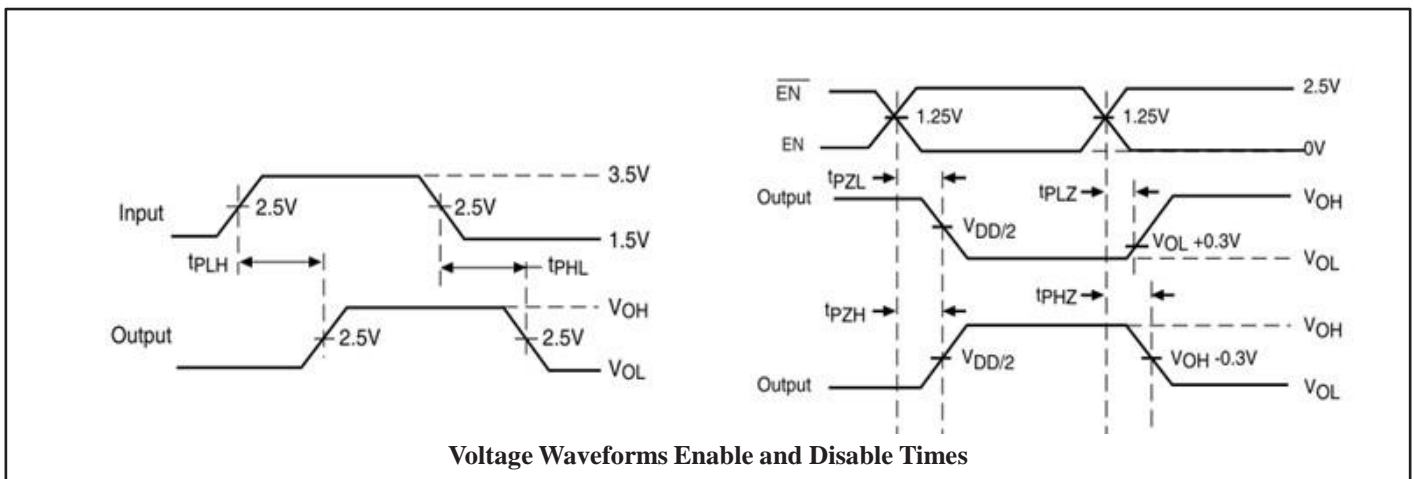 Input
2.5V
2.5V
3.5V
1.5V
tPLH
tPHL
Output
2.5V
2.5V
VOH
VOL
EN
EN
1.25V
1.25V
2.5V
0V
tPZL
tPLZ
Output
VDD/2
VOL +0.3V
VOH
VOL
tPZH
tPHZ
Output
VDD/2
VOH -0.3V
VOH
VOL
Voltage Waveforms Enable and Disable Times